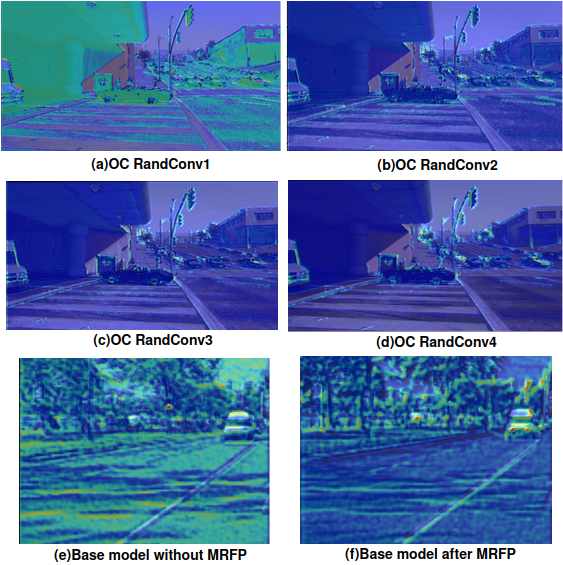 (a)OC RandConv1
(b)OC RandConv2
(c)OC RandConv3
(d)OC RandConv4
(e)Base model without MRFP
(f)Base model after MRFP